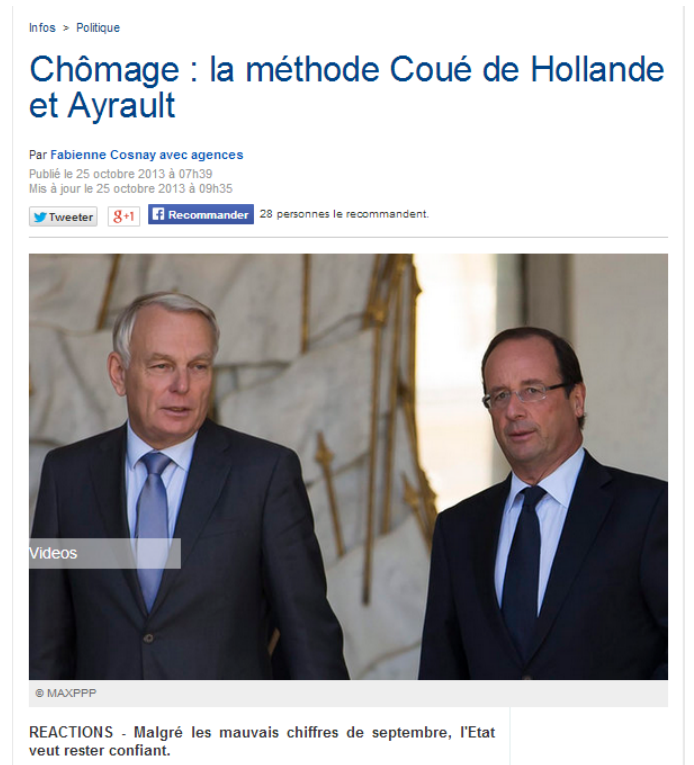 Infos > Politique
Chômage : la méthode Coué de Hollande
et Ayrault
Par Fabienne Cosnay avec agences
Publié le 25 octobre 2013 à 07h39
Mis à jour le 25 octobre 2013 à 09h35
Tweeter g+1 f Recommander 28 personnes le recommandent.
Videos
© MAXPPP
REACTIONS - Malgré les mauvais chiffres de septembre, l'Etat
veut rester confiant.